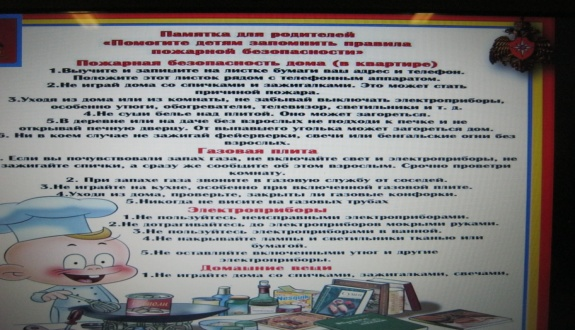 Памятка для родителей
«Помогите детям запомнить правила
пожарной безопасности»
Пожарная безопасность дома (в квартире)
1.Выучите и запишите на листке бумаги ваш адрес и телефон.
Положите этот листок рядом с телефонным аппаратом.
2.Не играй дома со спичками и зажигалками. Это может стать
причиной пожара.
3.Уходя из дома или из комнаты, не забывай выключать электроприборы,
особенно утюги, обогреватели, телевизор, светильники и т. д.
4.Не суши белье над плитой. Оно может загореться.
5.В деревне или на даче без взрослых не подходи к печке и не
открывай печную дверцу. От выпавшего уголька может загореться дом.
. Ни в коем случае не зажигай фейерверки, свечи или бенгальские огни без
взрослых.
Газовая плита
. Если вы почувствовали запах газа, не включайте свет и электроприборы, не
зажигайте спички, а сразу же сообщите об этом взрослым. Срочно проветри
комнату.
2. При запахе газа звоните в газовую службу от соседей.
3.Не играйте на кухне, особенно при включенной газовой плите.
4.Уходя из дома, проверьте, закрыты ли газовые конфорки.
5.Никогда не висите на газовых трубах
Электроприборы
1.Не пользуйтесь неисправными электроприборами.
2.Не дотрагивайтесь до электроприборов мокрыми руками.
3.Не пользуйтесь электроприборами в ванной.
4.Не накрывайте лампы и светильники тканью или
бумагой.
5.Не оставляйте включенными утюг и другие
электроприборы.
Домашние вещи
1.Не играйте дома со спичками, зажигалками, свечами,